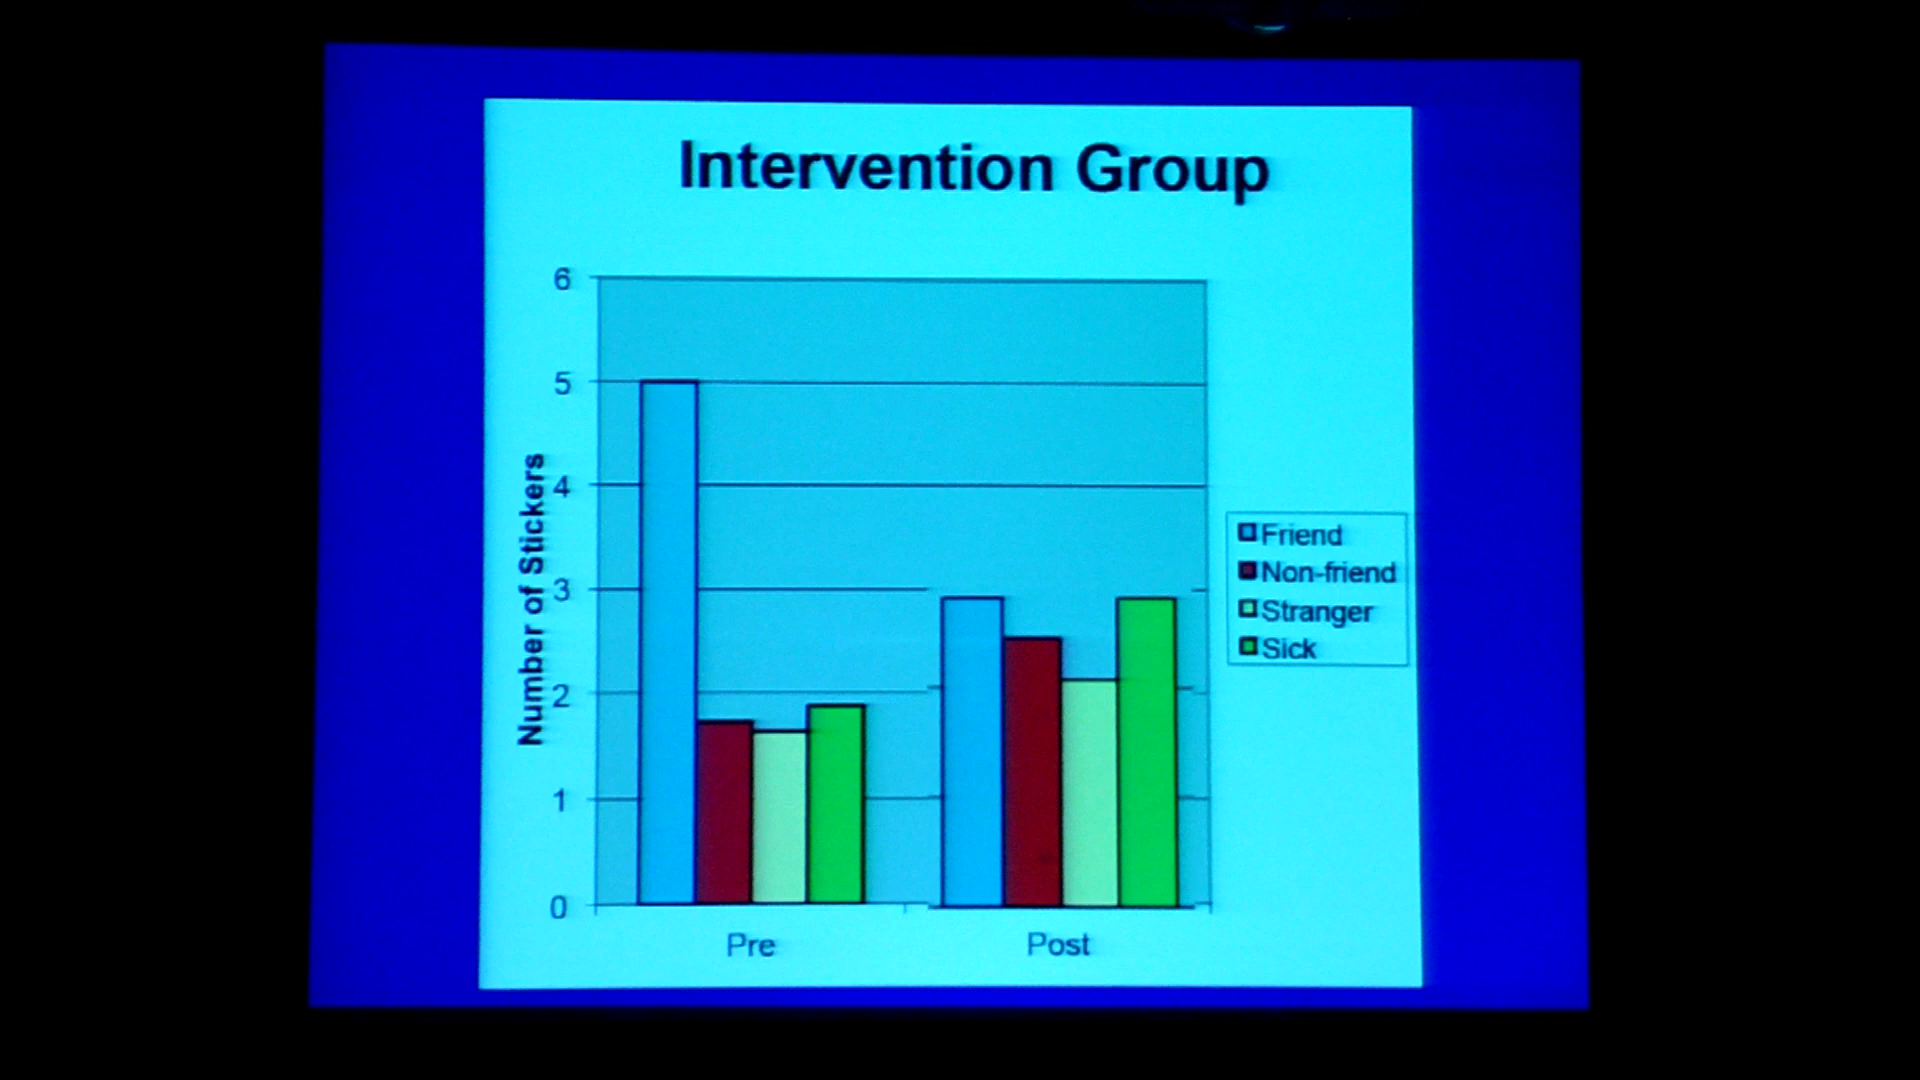 Intervention Group
6
5
4
3
2
1
0
Number of Stickers
Pre
Post
Friend
Non-friend
Stranger
Sick